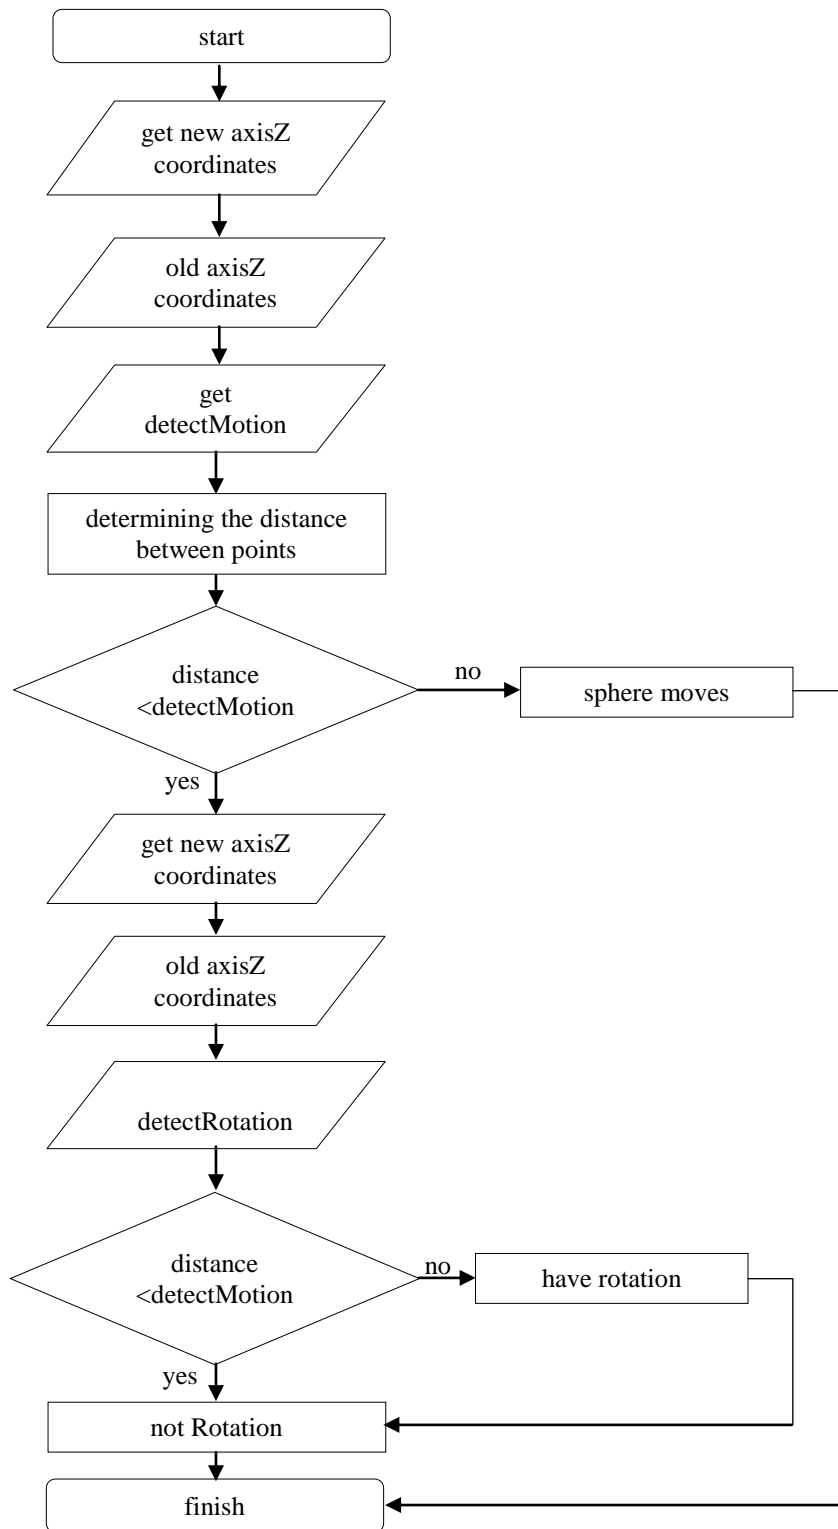 start
get new axisZ
coordinates
old axisZ
coordinates
get
detectMotion
determining the distance
between points
distance
<detectMotion
no
sphere moves
yes
get new axisZ
coordinates
old axisZ
coordinates
detectRotation
distance
<detectMotion
no
have rotation
yes
not Rotation
finish